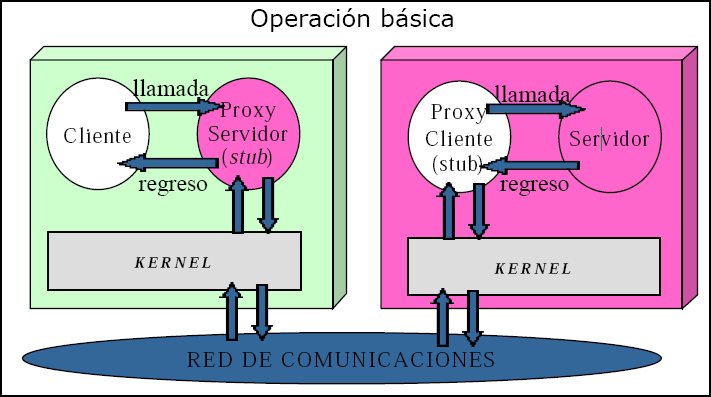 Operación básica
llamada
Cliente
Proxy
Servidor
(stub)
regreso
KERNEL
llamada
Proxy
Cliente
(stub)
Servidor
regreso
KERNEL
RED DE COMUNICACIONES